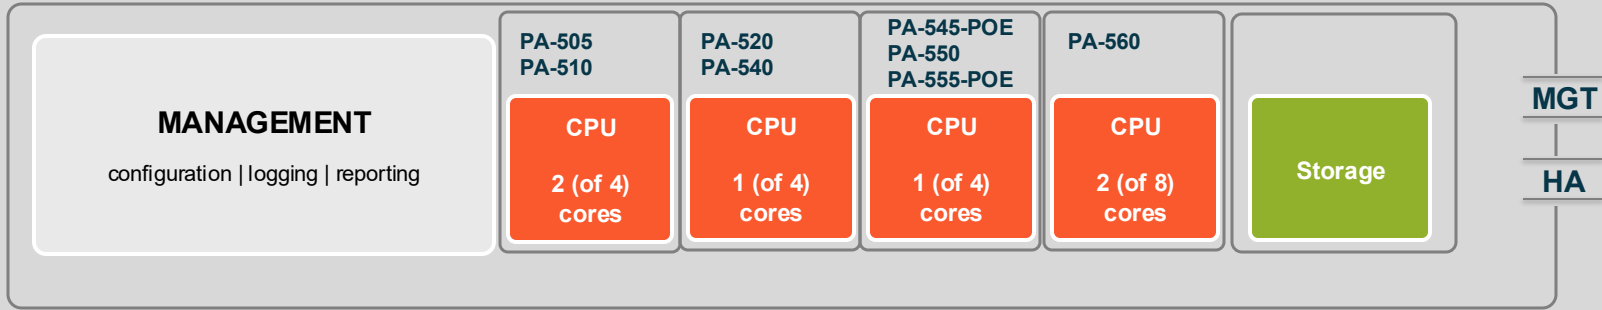 MANAGEMENT
configuration | logging | reporting
PA-505
PA-510
CPU
2 (of 4)
cores
PA-520
PA-540
CPU
1 (of 4)
cores
PA-545-POE
PA-550
PA-555-POE
CPU
1 (of 4)
cores
PA-560
CPU
2 (of 8)
cores
Storage
MGT
HA